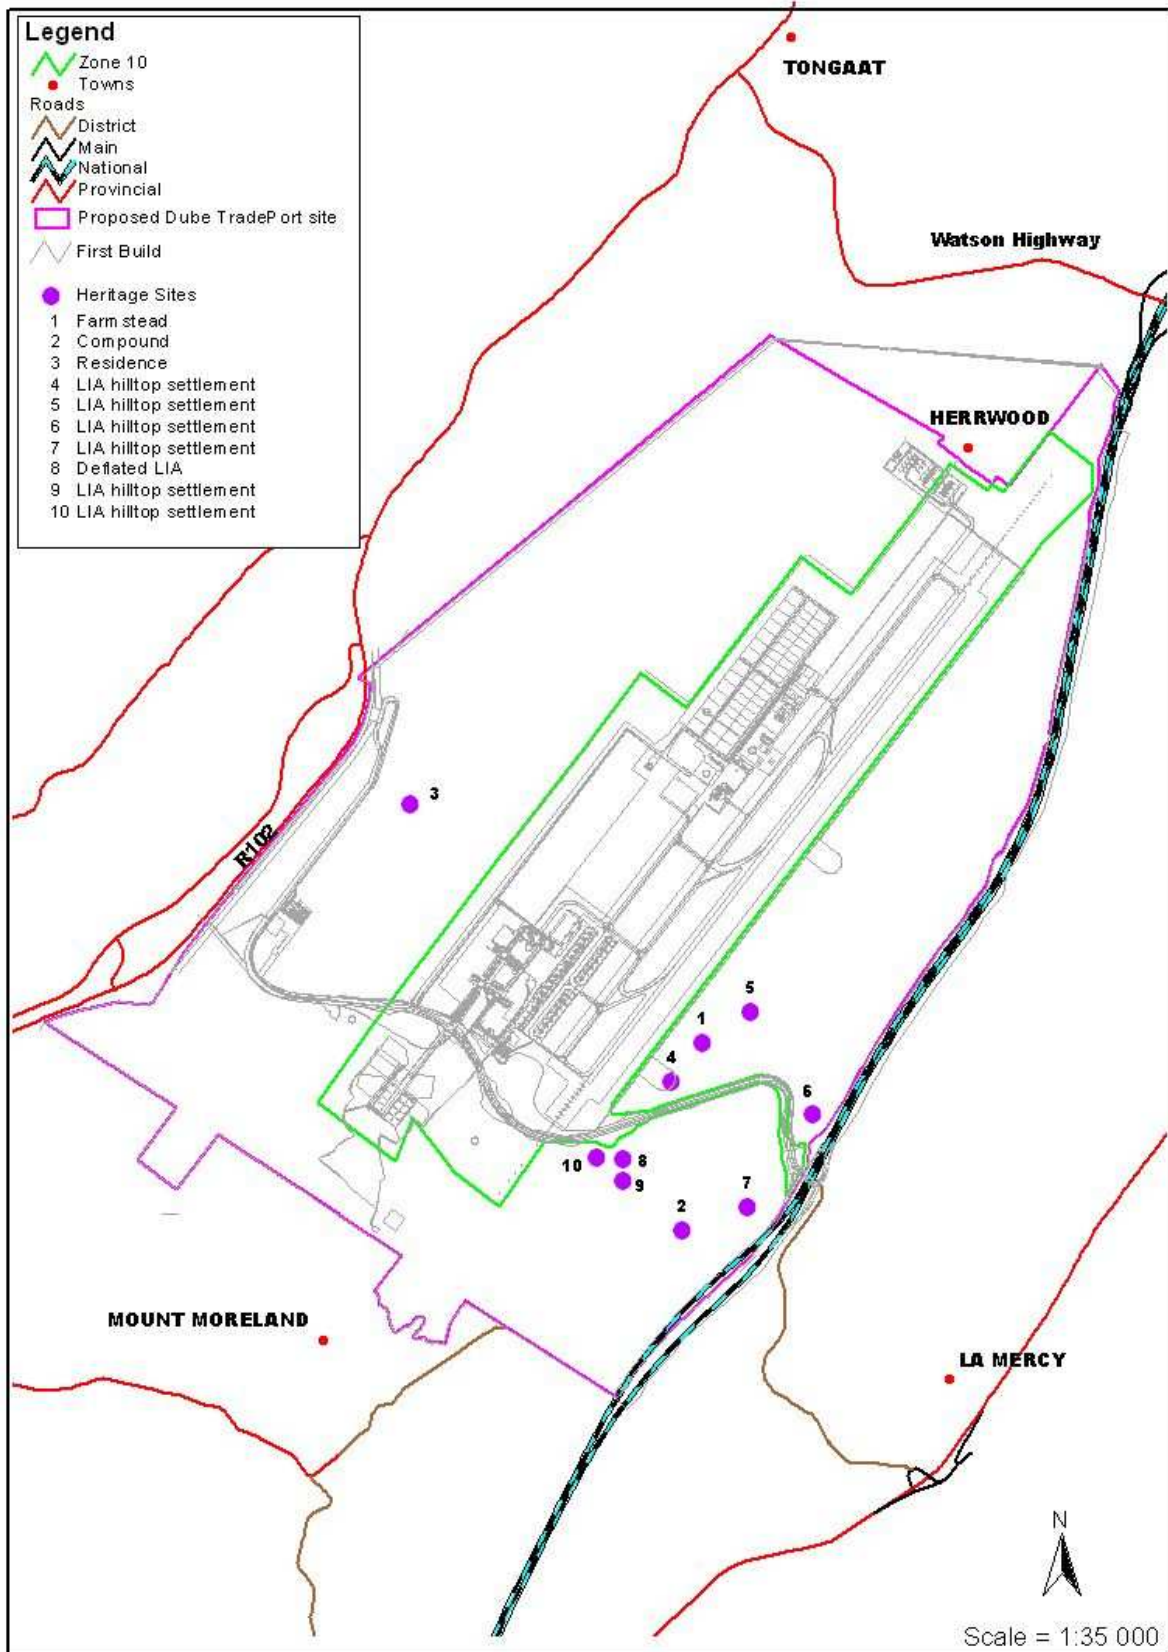 Legend
Zone 10
Towns
Roads
District
Main
National
Provincial
Proposed Dube TradePort site
First Build
Heritage Sites
1 Farmstead
2 Compound
3 Residence
4 LIA hilltop settlement
5 LIA hilltop settlement
6 LIA hilltop settlement
7 LIA hilltop settlement
8 Deflated LIA
9 LIA hilltop settlement
10 LIA hilltop settlement
TONGAAT
Watson Highway
HERRWOOD
3
R102
5
1
4
6
10
8
9
7
2
MOUNT MORELAND
LA MERCY
N
Scale = 1:35 000